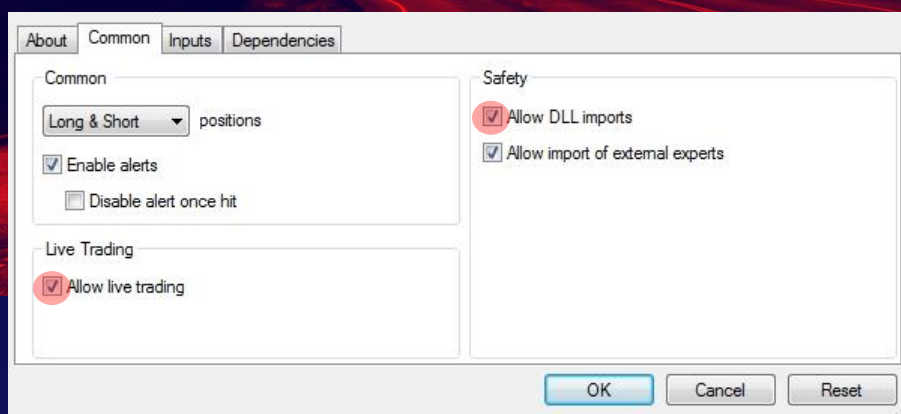 About Common Inputs Dependencies
Common
Long & Short positions
Enable alerts
Disable alert once hit
Live Trading
Allow live trading
Safety
Allow DLL imports
Allow import of external experts
OK Cancel Reset